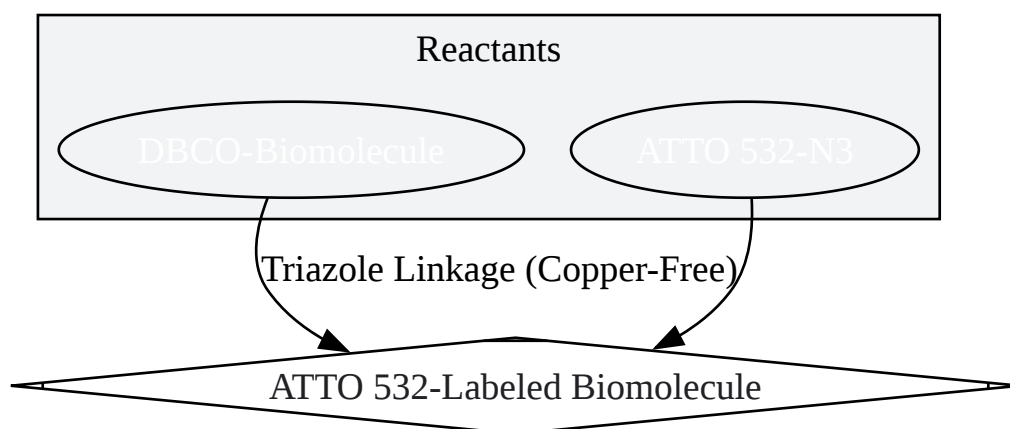 Reactants
DBCO-Biomolecule
ATTO 532-N3
Triazole Linkage (Copper-Free)
ATTO 532-Labeled Biomolecule